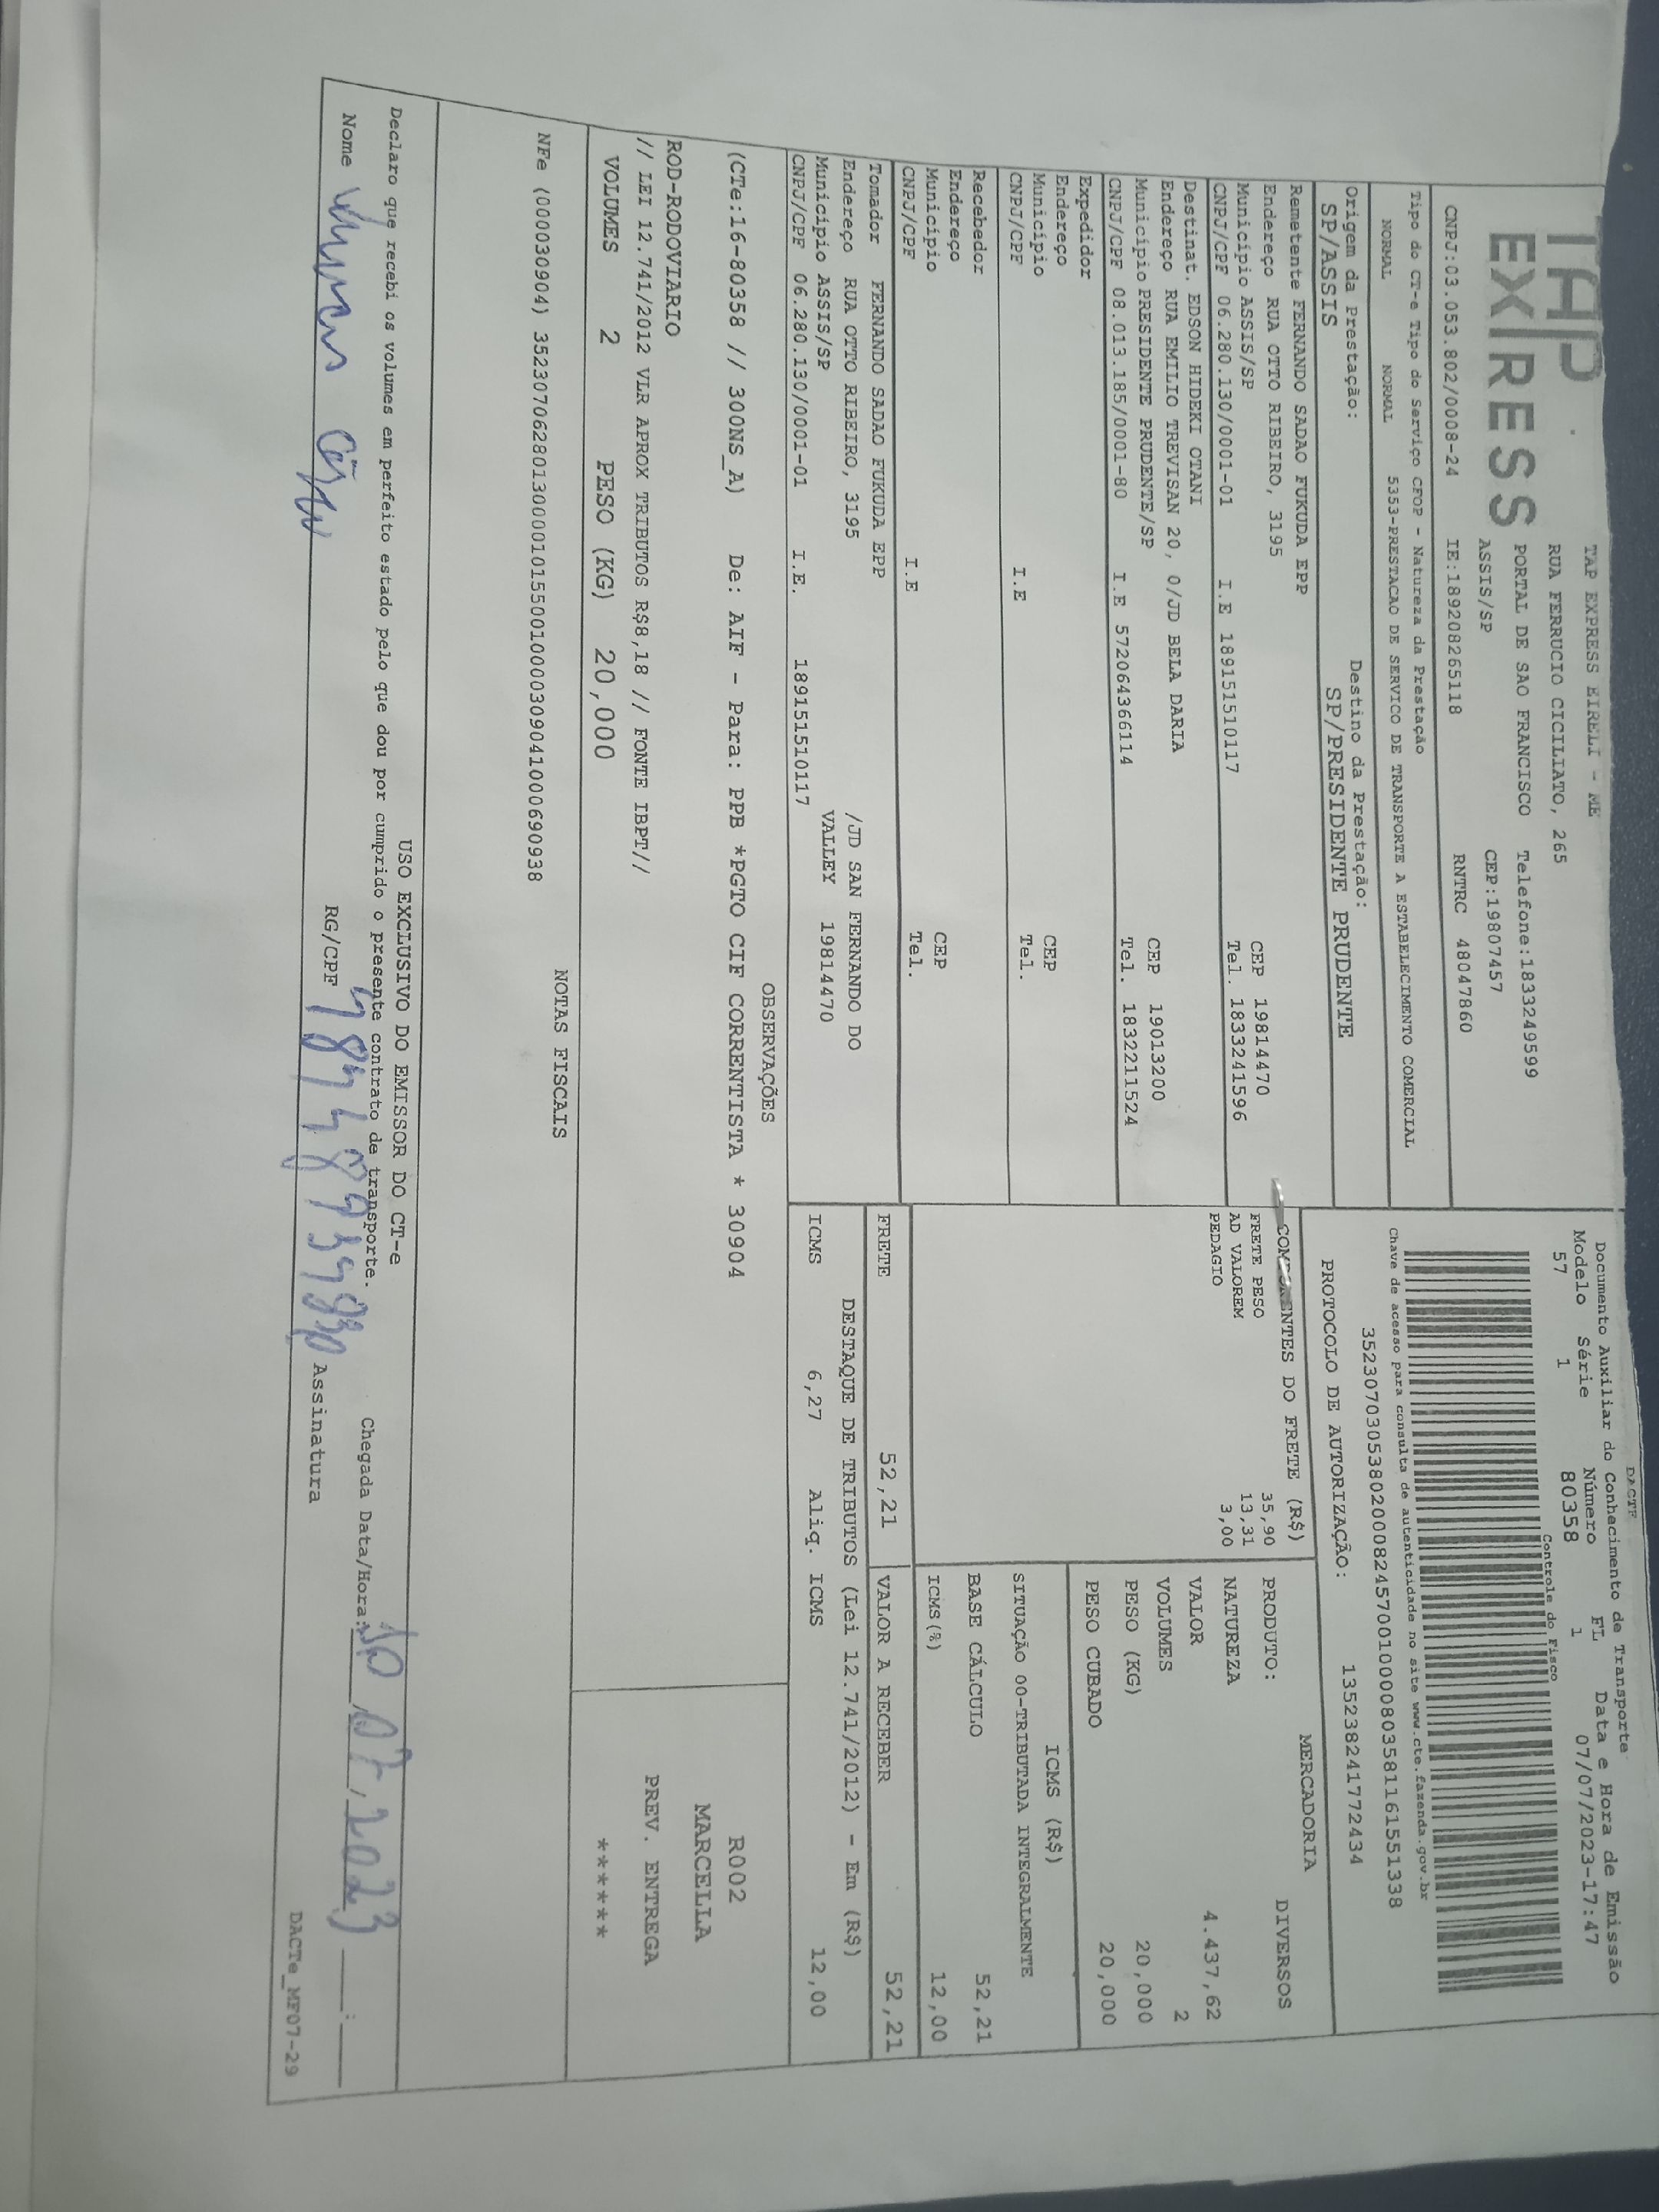 TAP
EX/RESS
TAP EXPRESS EIRELI - ME
RUA FERRUCIO CICILIATO, 265
PORTAL DE SAO FRANCISCO Telefone:1833249599
ASSIS/SP CEP:19807457
CNPJ:03.053.802/0008-24 IE:189208265118 RNTRC 48047860
Tipo do CT-e Tipo do Serviço CFOP - Natureza da Prestação
NORMAL NORMAL 5353-PRESTACAO DE SERVICO DE TRANSPORTE A ESTABELECIMENTO COMERCIAL
Origem da Prestação: Destino da Prestação:
SP/ASSIS SP/PRESIDENTE PRUDENTE
DACTE
Documento Auxiliar do Conhecimento de Transporte
Modelo Série Número FL Data e Hora de Emissão
57 1 80358 1 07/07/2023-17:47
Controle do Fisco
Chave de acesso para consulta de autenticidade no site www.cte.fazenda.gov.br
35230703053802000824570010000803581161551338
PROTOCOLO DE AUTORIZAÇÃO: 135238241772434
Remetente FERNANDO SADAO FUKUDA EPP
Endereço RUA OTTO RIBEIRO, 3195
Município ASSIS/SP CEP 19814470
CNPJ/CPF 06.280.130/0001-01 I.E 189151510117 Tel. 1833241596
Destinat. EDSON HIDEKI OTANI
Endereço RUA EMILIO TREVISAN 20, 0/JD BELA DARIA
Município PRESIDENTE PRUDENTE/SP CEP 19013200
CNPJ/CPF 08.013.185/0001-80 I.E 572064366114 Tel. 1832211524
Expedidor
Endereço
Município CEP
CNPJ/CPF I.E Tel.
Recebedor
Endereço
Município CEP
CNPJ/CPF I.E Tel.
Tomador FERNANDO SADAO FUKUDA EPP
Endereço RUA OTTO RIBEIRO, 3195 /JD SAN FERNANDO DO
Município ASSIS/SP VALLEY 19814470
CNPJ/CPF 06.280.130/0001-01 I.E. 189151510117
COMPONENTES DO FRETE (R$)
FRETE PESO 35,90
AD VALOREM 13,31
PEDAGIO 3,00
MERCADORIA
PRODUTO: DIVERSOS
NATUREZA
VALOR 4.437,62
VOLUMES 2
PESO (KG) 20,000
PESO CUBADO 20,000
ICMS (R$)
SITUAÇÃO 00-TRIBUTADA INTEGRALMENTE
BASE CÁLCULO 52,21
ICMS(%) 12,00
FRETE 52,21 VALOR A RECEBER 52,21
DESTAQUE DE TRIBUTOS (Lei 12.741/2012) - Em (R$)
ICMS 6,27 Aliq. ICMS 12,00
OBSERVAÇÕES
(CTe:16-80358 // 300NS_A) De: AIF - Para: PPB *PGTO CIF CORRENTISTA * 30904
ROD-RODOVIARIO
// LEI 12.741/2012 VLR APROX TRIBUTOS R$8,18 // FONTE IBPT//
R002
MARCELLA
PREV. ENTREGA
*******
VOLUMES 2 PESO (KG) 20,000
NOTAS FISCAIS
NFe (000030904) 35230706280130000101550010000309041000690938
USO EXCLUSIVO DO EMISSOR DO CT-e
Declaro que recebi os volumes em perfeito estado pelo que dou por cumprido o presente contrato de transporte. Chegada Data/Hora: 10,07,2023 ___:___
Nome RG/CPF Assinatura
DACTe_MF07-29